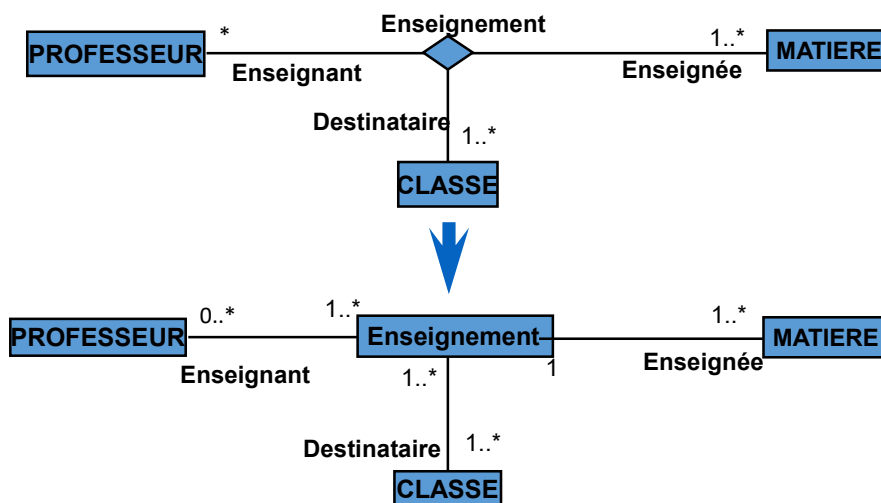 Enseignement
PROFESSEUR
*
1..*
MATIERE
Enseignant
Enseignée
Destinataire
1..*
CLASSE
0..*
1..*
1..*
PROFESSEUR
Enseignement
MATIERE
Enseignant
1..*
1
Enseignée
Destinataire
1..*
CLASSE